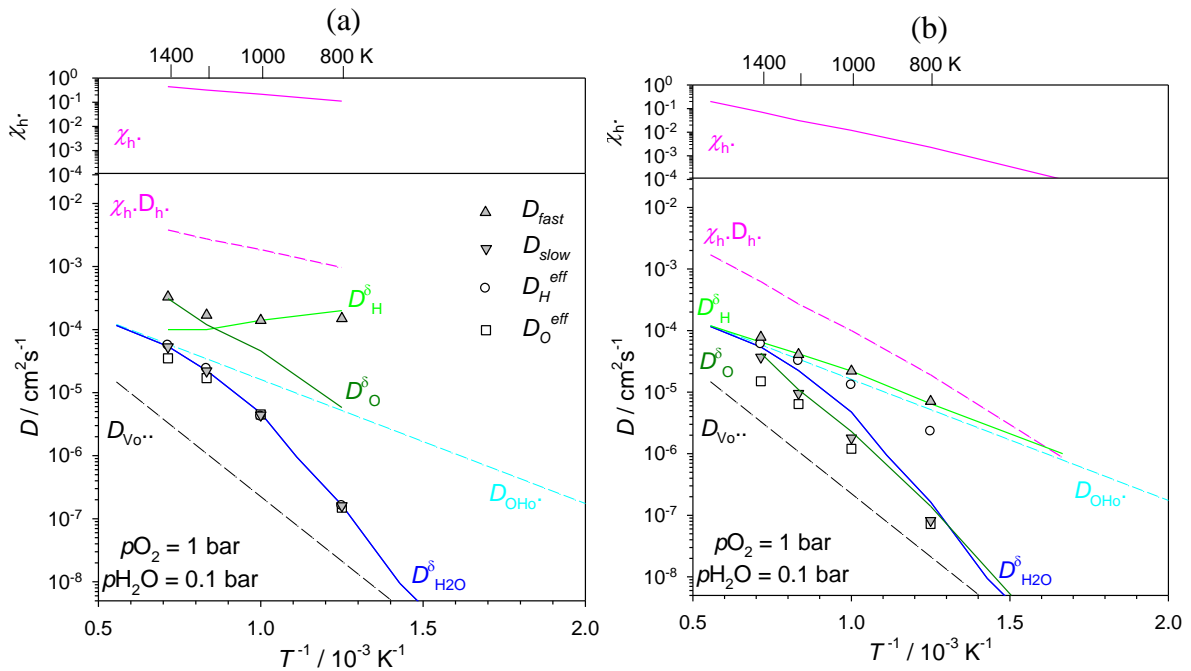 (a)
1400 1000 800 K
10⁰
10⁻¹
10⁻²
10⁻³
10⁻⁴
χh·
χh·
10⁻²
10⁻³
10⁻⁴
10⁻⁵
10⁻⁶
10⁻⁷
10⁻⁸
D / cm²s⁻¹
χh·Dh·
Dfast
Dslow
DHeff
DOeff
DδH
DδO
DVo··
DOHo·
DδH2O
pO₂ = 1 bar
pH₂O = 0.1 bar
0.5 1.0 1.5 2.0
T⁻¹ / 10⁻³ K⁻¹
(b)
1400 1000 800 K
10⁰
10⁻¹
10⁻²
10⁻³
10⁻⁴
χh·
χh·
10⁻²
10⁻³
10⁻⁴
10⁻⁵
10⁻⁶
10⁻⁷
10⁻⁸
D / cm²s⁻¹
χh·Dh·
DδH
DδO
DVo··
DOHo·
DδH2O
pO₂ = 1 bar
pH₂O = 0.1 bar
0.5 1.0 1.5 2.0
T⁻¹ / 10⁻³ K⁻¹